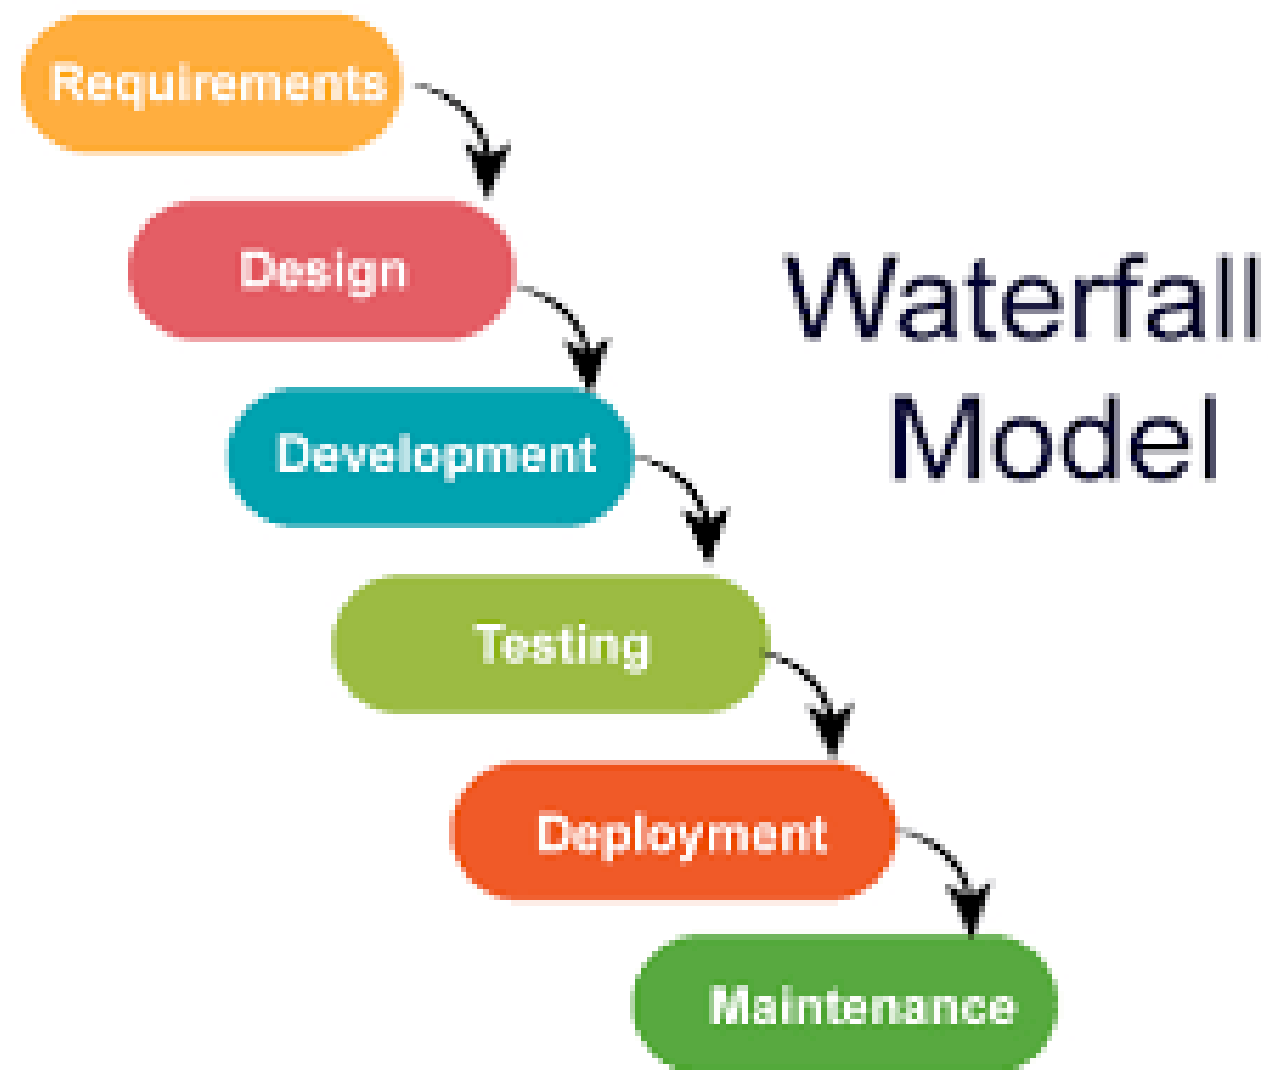 Requirements
Design
Development
Testing
Deployment
Maintenance
Waterfall
Model